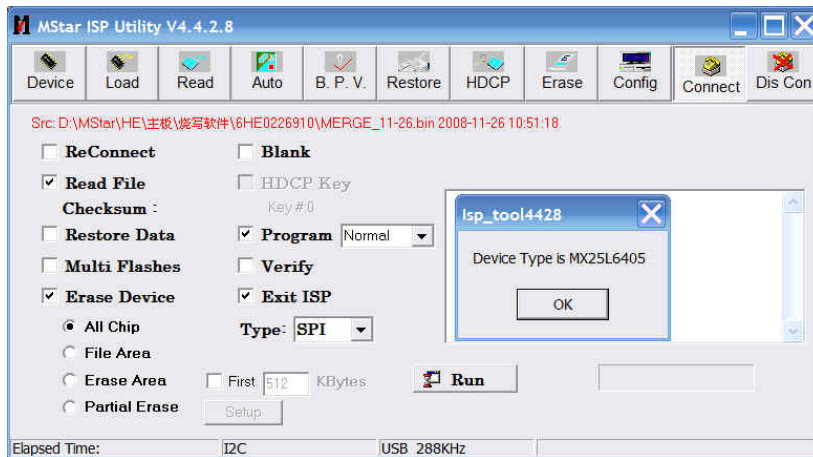 MStar ISP Utility V4.4.2.8
Device Load Read Auto B. P. V. Restore HDCP Erase Config Connect Dis Con
Src: D:\MStar\HE\主板\烧写软件\6HE0226910\MERGE_11-26.bin 2008-11-26 10:51:18
ReConnect Blank
Read File HDCP Key
Checksum : Key#:0
Restore Data Program Normal
Multi Flashes Verify
Erase Device Exit ISP
All Chip Type: SPI
File Area
Erase Area First 512 KBytes Run
Partial Erase Setup
Isp_tool4428
Device Type is MX25L6405
OK
Elapsed Time: I2C USB 288KHz